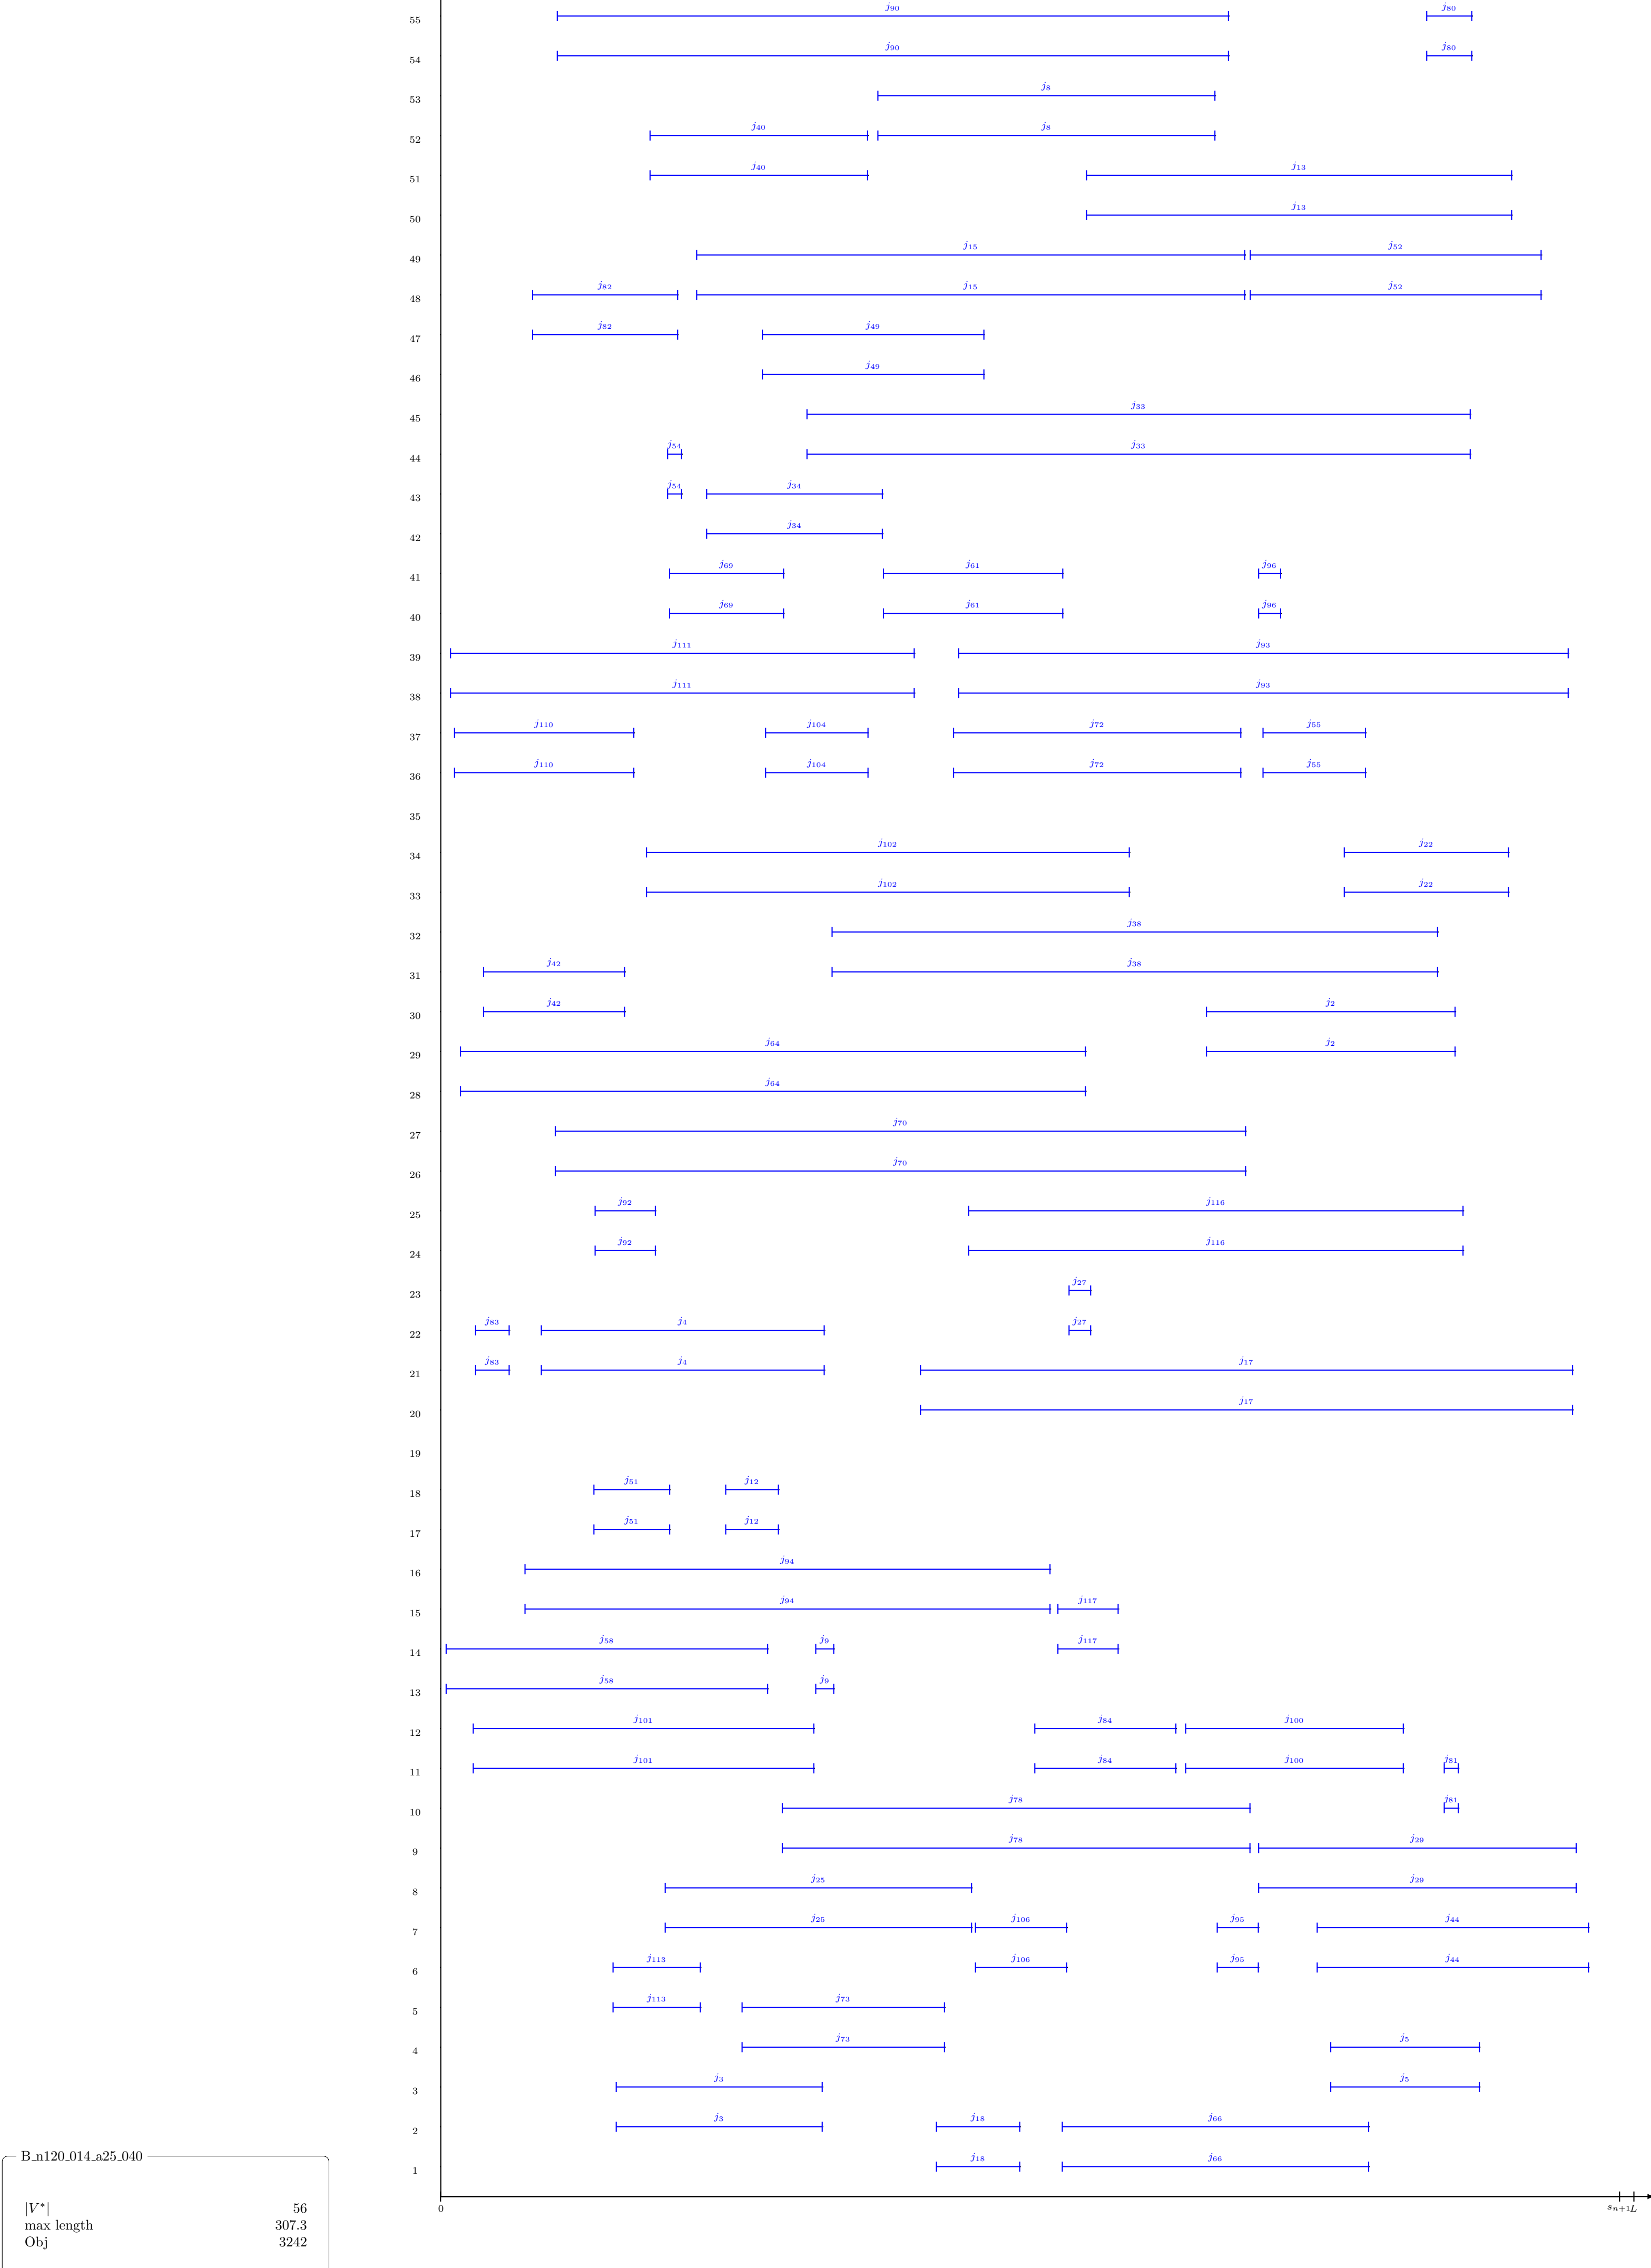 55 j90 j80
54 j90 j80
53 j8
52 j40 j8
51 j40 j13
50 j13
49 j15 j52
48 j82 j15 j52
47 j82 j49
46 j49
45 j33
44 j54 j33
43 j54 j34
42 j34
41 j69 j61 j96
40 j69 j61 j96
39 j111 j93
38 j111 j93
37 j110 j104 j72 j55
36 j110 j104 j72 j55
35
34 j102 j22
33 j102 j22
32 j38
31 j42 j38
30 j42 j2
29 j64 j2
28 j64
27 j70
26 j70
25 j92 j116
24 j92 j116
23 j27
22 j83 j4 j27
21 j83 j4 j17
20 j17
19
18 j51 j12
17 j51 j12
16 j94
15 j94 j117
14 j58 j9 j117
13 j58 j9
12 j101 j84 j100
11 j101 j84 j100 j81
10 j78 j81
9 j78 j29
8 j25 j29
7 j25 j106 j95 j44
6 j113 j106 j95 j44
5 j113 j73
4 j73 j5
3 j3 j5
2 j3 j18 j66
1 j18 j66
0 sn+1 L
B_n120_014_a25_040
|V*| 56
max length 307.3
Obj 3242